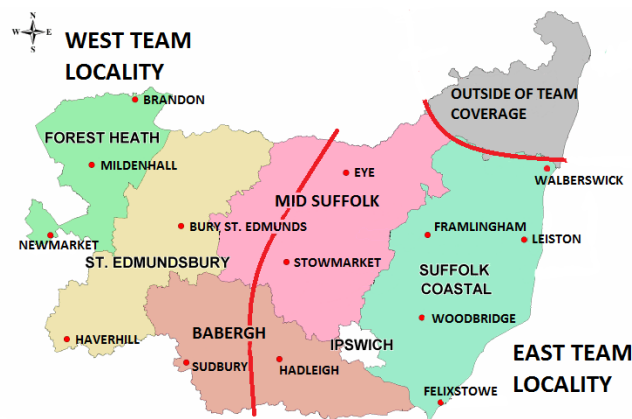 N
W E
S
WEST TEAM
LOCALITY
BRANDON
OUTSIDE OF TEAM
COVERAGE
FOREST HEATH
MILDENHALL
EYE
WALBERSWICK
MID SUFFOLK
NEWMARKET
BURY ST. EDMUNDS
FRAMLINGHAM
LEISTON
ST. EDMUNDSBURY
STOWMARKET
SUFFOLK
COASTAL
WOODBRIDGE
BABERGH
IPSWICH
HAVERHILL
SUDBURY
HADLEIGH
EAST TEAM
LOCALITY
FELIXSTOWE